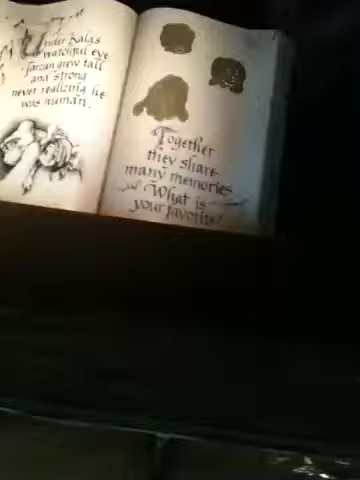 Under Kala's
watchful eye
Tarzan grew tall
and strong
never realizing he
was human.
Together
they share
many memories
What is
your favorite?